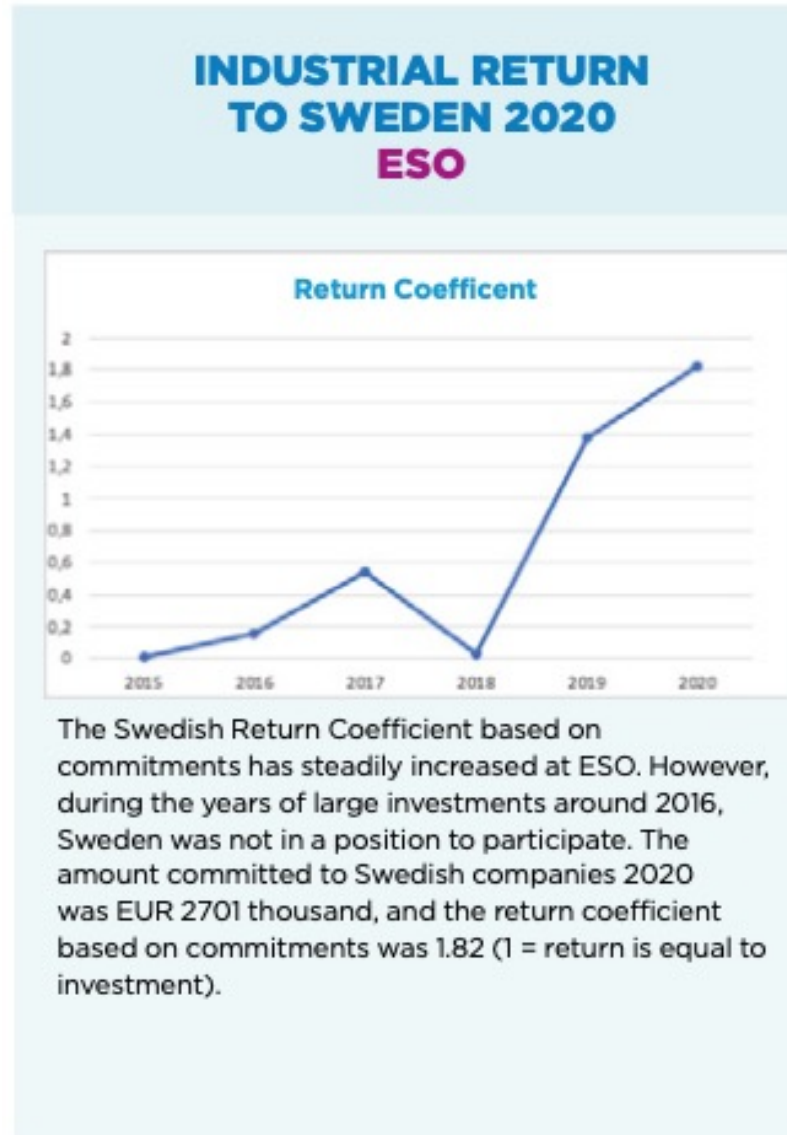 INDUSTRIAL RETURN
TO SWEDEN 2020
ESO
Return Coefficent
2
1,8
1,6
1,4
1,2
1
0,8
0,6
0,4
0,2
0
2015 2016 2017 2018 2019 2020
The Swedish Return Coefficient based on
commitments has steadily increased at ESO. However,
during the years of large investments around 2016,
Sweden was not in a position to participate. The
amount committed to Swedish companies 2020
was EUR 2701 thousand, and the return coefficient
based on commitments was 1.82 (1 = return is equal to
investment).